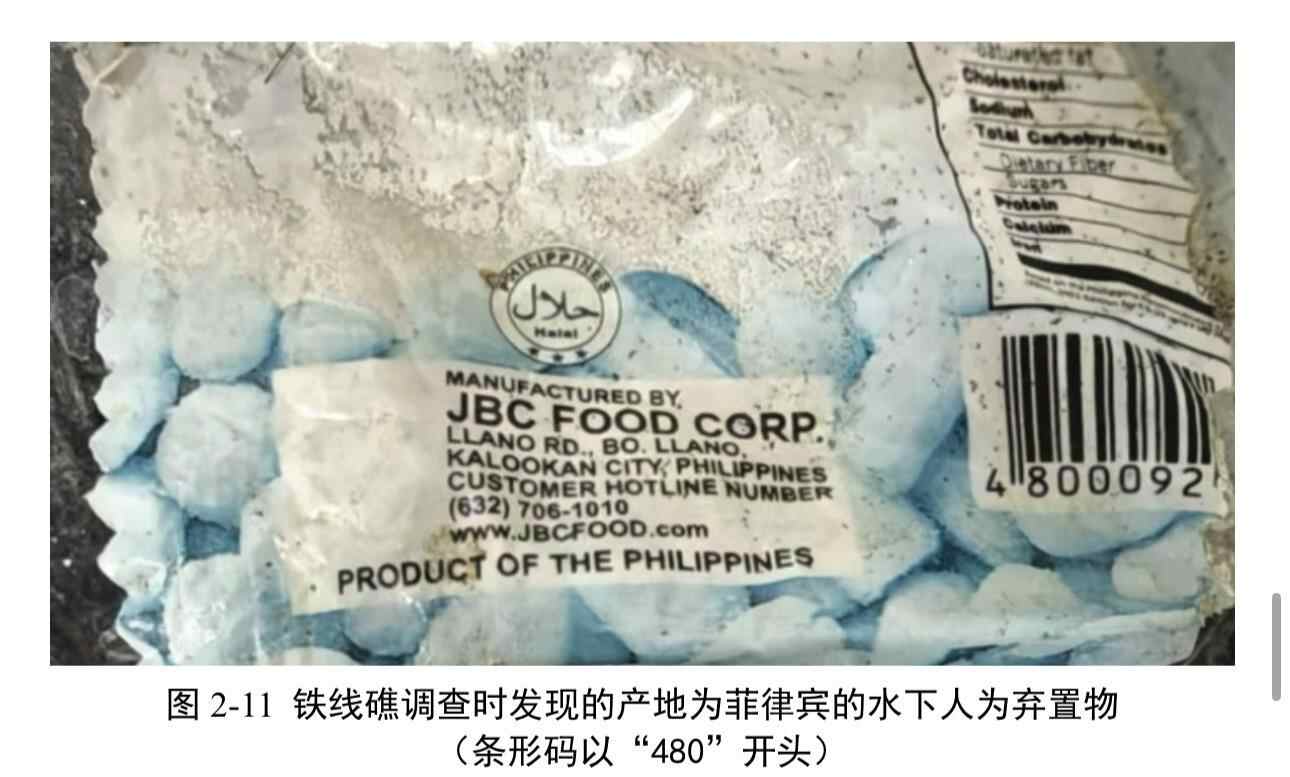 saturated fat
Cholesterol
Sodium
Total Carbohydrates
Dietary Fiber
Sugars
Protein
Calcium
Iron
PHILIPPINES
حلال
Halal
MANUFACTURED BY
JBC FOOD CORP.
LLANO RD., BO. LLANO,
KALOOKAN CITY, PHILIPPINES
CUSTOMER HOTLINE NUMBER
(632) 706-1010
www.JBCFOOD.com
PRODUCT OF THE PHILIPPINES
4 800092
图 2-11 铁线礁调查时发现的产地为菲律宾的水下人为弃置物
（条形码以“480”开头）